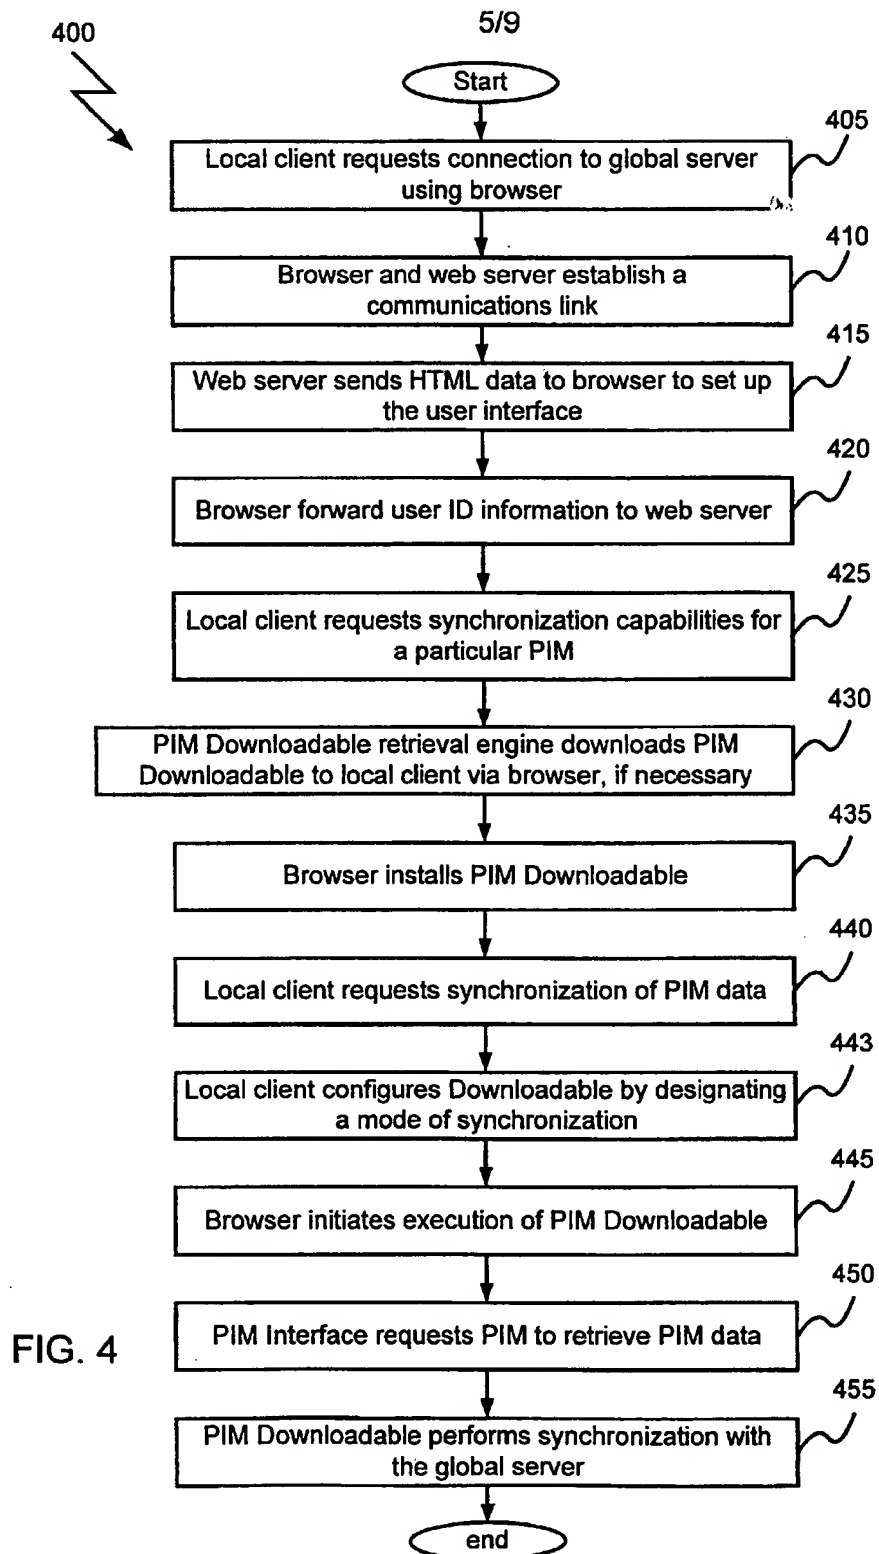 5/9
400
Start
405
Local client requests connection to global server
using browser
410
Browser and web server establish a
communications link
415
Web server sends HTML data to browser to set up
the user interface
420
Browser forward user ID information to web server
425
Local client requests synchronization capabilities for
a particular PIM
430
PIM Downloadable retrieval engine downloads PIM
Downloadable to local client via browser, if necessary
435
Browser installs PIM Downloadable
440
Local client requests synchronization of PIM data
443
Local client configures Downloadable by designating
a mode of synchronization
445
Browser initiates execution of PIM Downloadable
450
PIM Interface requests PIM to retrieve PIM data
FIG. 4
455
PIM Downloadable performs synchronization with
the global server
end